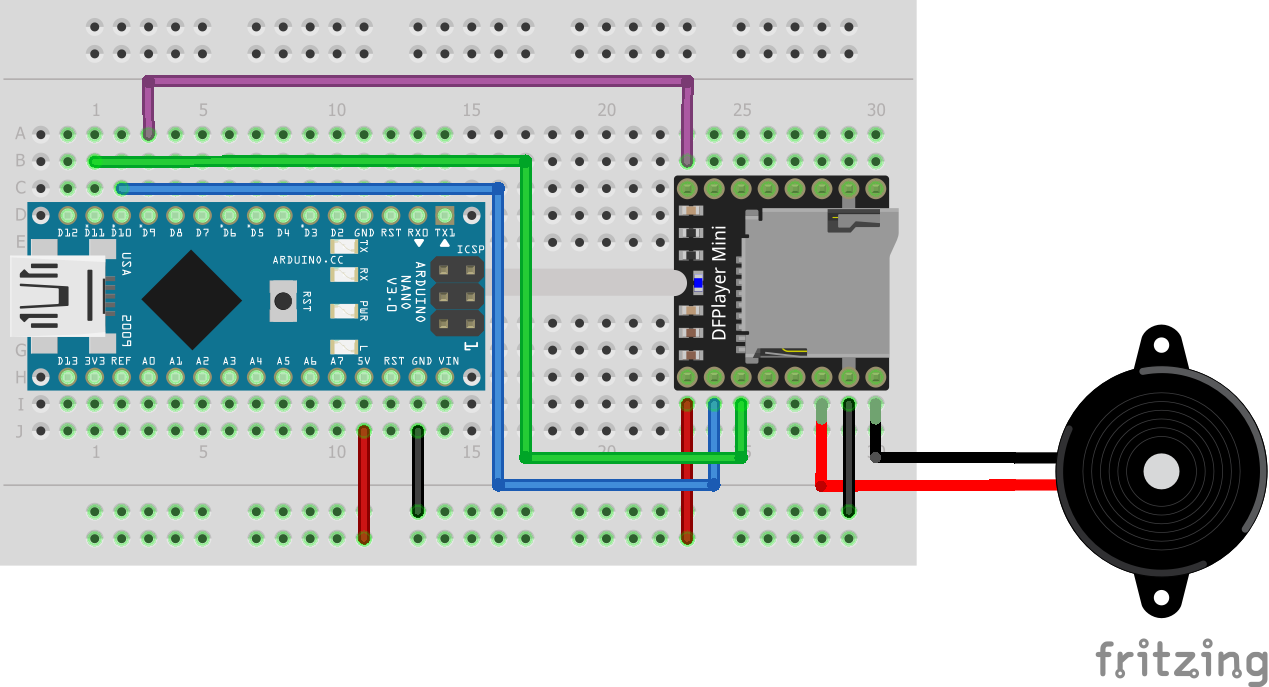 1 5 10 15 20 25 30
A
B
C
D
D12 D11 D10 D9 D8 D7 D6 D5 D4 D3 D2 GND RST RX0 TX1
E
TX
ICSP
USA
ARDUINO.CC
RX
RST
ARDUINO
NANO
V3.0
PWR
2009
DFPlayer Mini
G
L
1
D13 3V3 REF A0 A1 A2 A3 A4 A5 A6 A7 5V RST GND VIN
H
I
J
1 5 10 15
fritzing